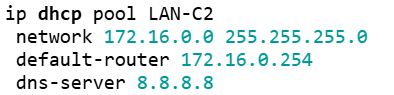 ip dhcp pool LAN-C2
network 172.16.0.0 255.255.255.0
default-router 172.16.0.254
dns-server 8.8.8.8